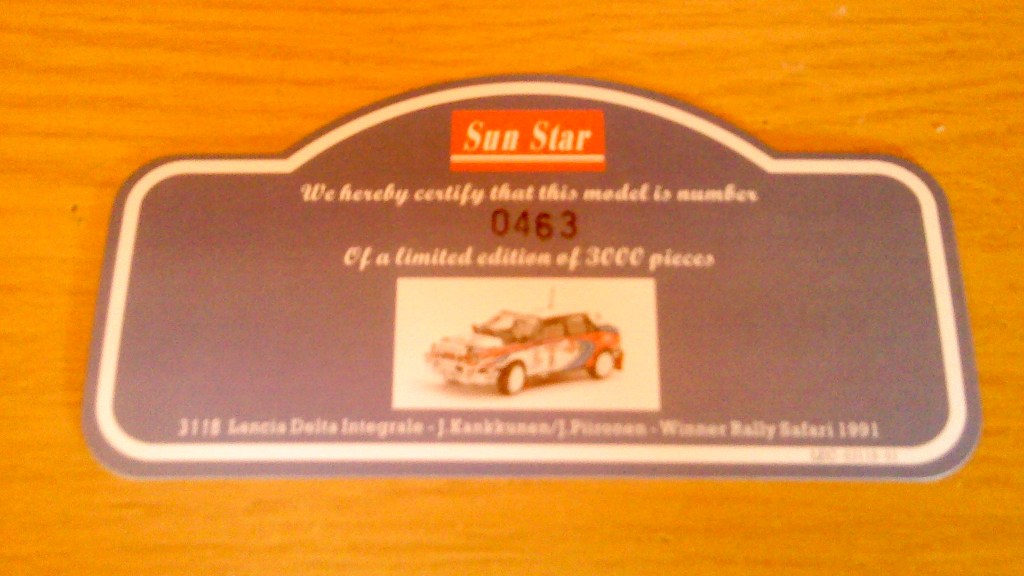 Sun Star
We hereby certify that this model is number
0463
Of a limited edition of 3000 pieces
3118 Lancia Delta Integrale - J.Kankkunen/J.Piironen - Winner Rally Safari 1991